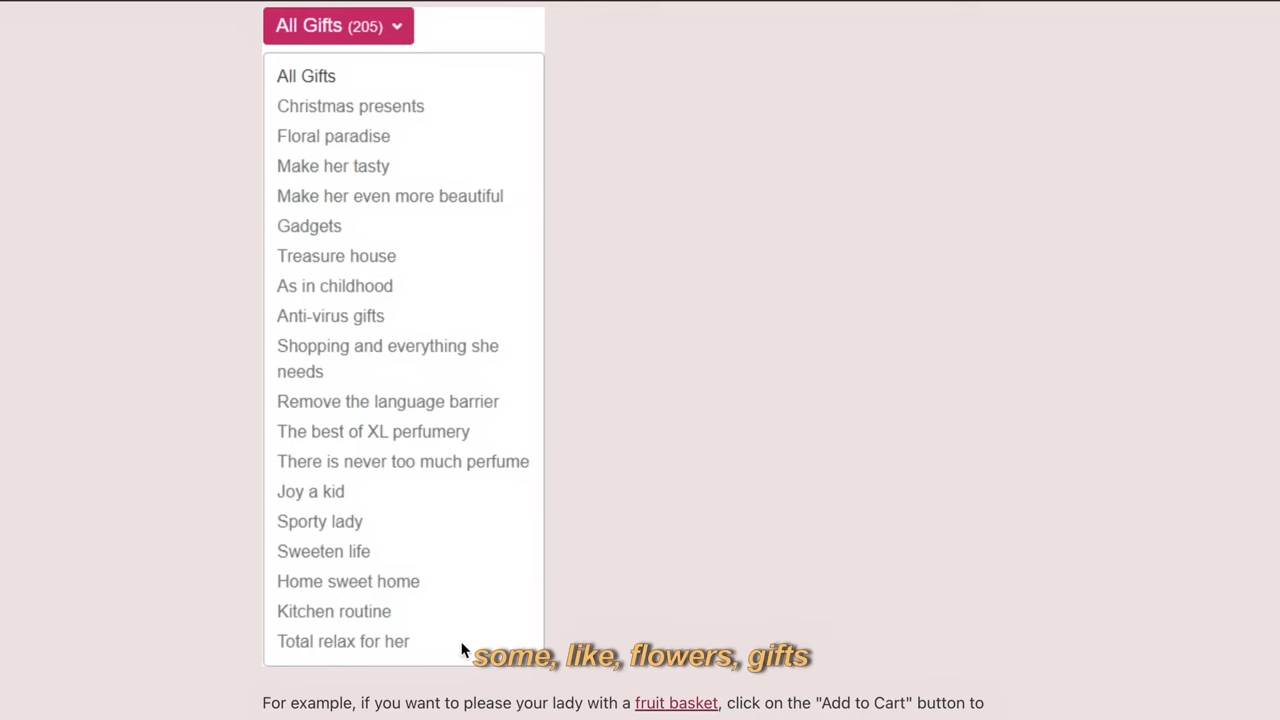 All Gifts (205)
All Gifts
Christmas presents
Floral paradise
Make her tasty
Make her even more beautiful
Gadgets
Treasure house
As in childhood
Anti-virus gifts
Shopping and everything she
needs
Remove the language barrier
The best of XL perfumery
There is never too much perfume
Joy a kid
Sporty lady
Sweeten life
Home sweet home
Kitchen routine
Total relax for her
some, like, flowers, gifts
For example, if you want to please your lady with a fruit basket, click on the "Add to Cart" button to